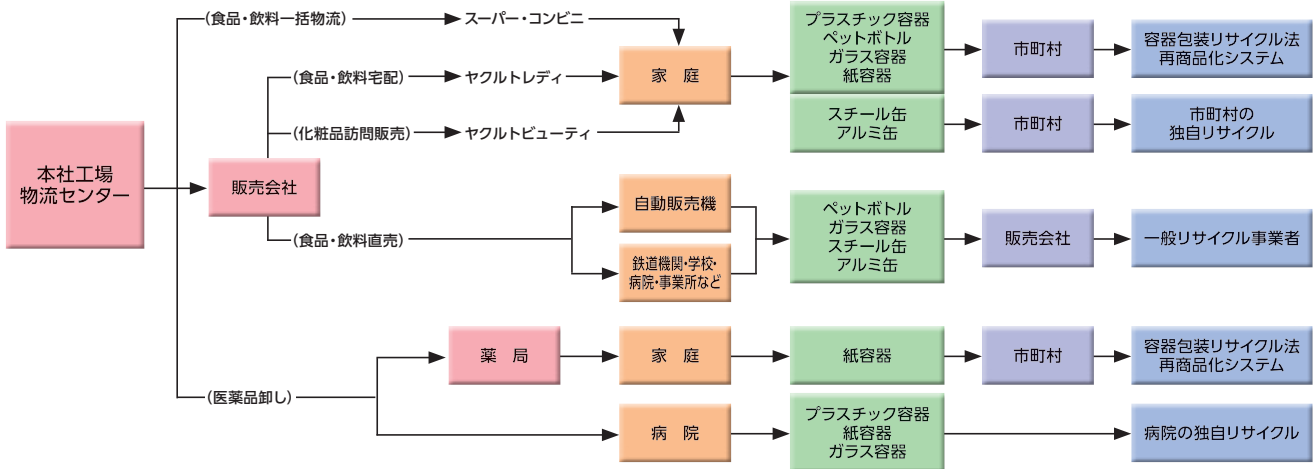 本社工場
物流センター
(食品・飲料一括物流)
スーパー・コンビニ
販売会社
(食品・飲料宅配)
ヤクルトレディ
(化粧品訪問販売)
ヤクルトビューティ
家 庭
プラスチック容器
ペットボトル
ガラス容器
紙容器
市町村
容器包装リサイクル法
再商品化システム
スチール缶
アルミ缶
市町村
市町村の
独自リサイクル
(食品・飲料直売)
自動販売機
鉄道機関・学校・
病院・事業所など
ペットボトル
ガラス容器
スチール缶
アルミ缶
販売会社
一般リサイクル事業者
(医薬品卸し)
薬 局
家 庭
紙容器
市町村
容器包装リサイクル法
再商品化システム
病 院
プラスチック容器
紙容器
ガラス容器
病院の独自リサイクル